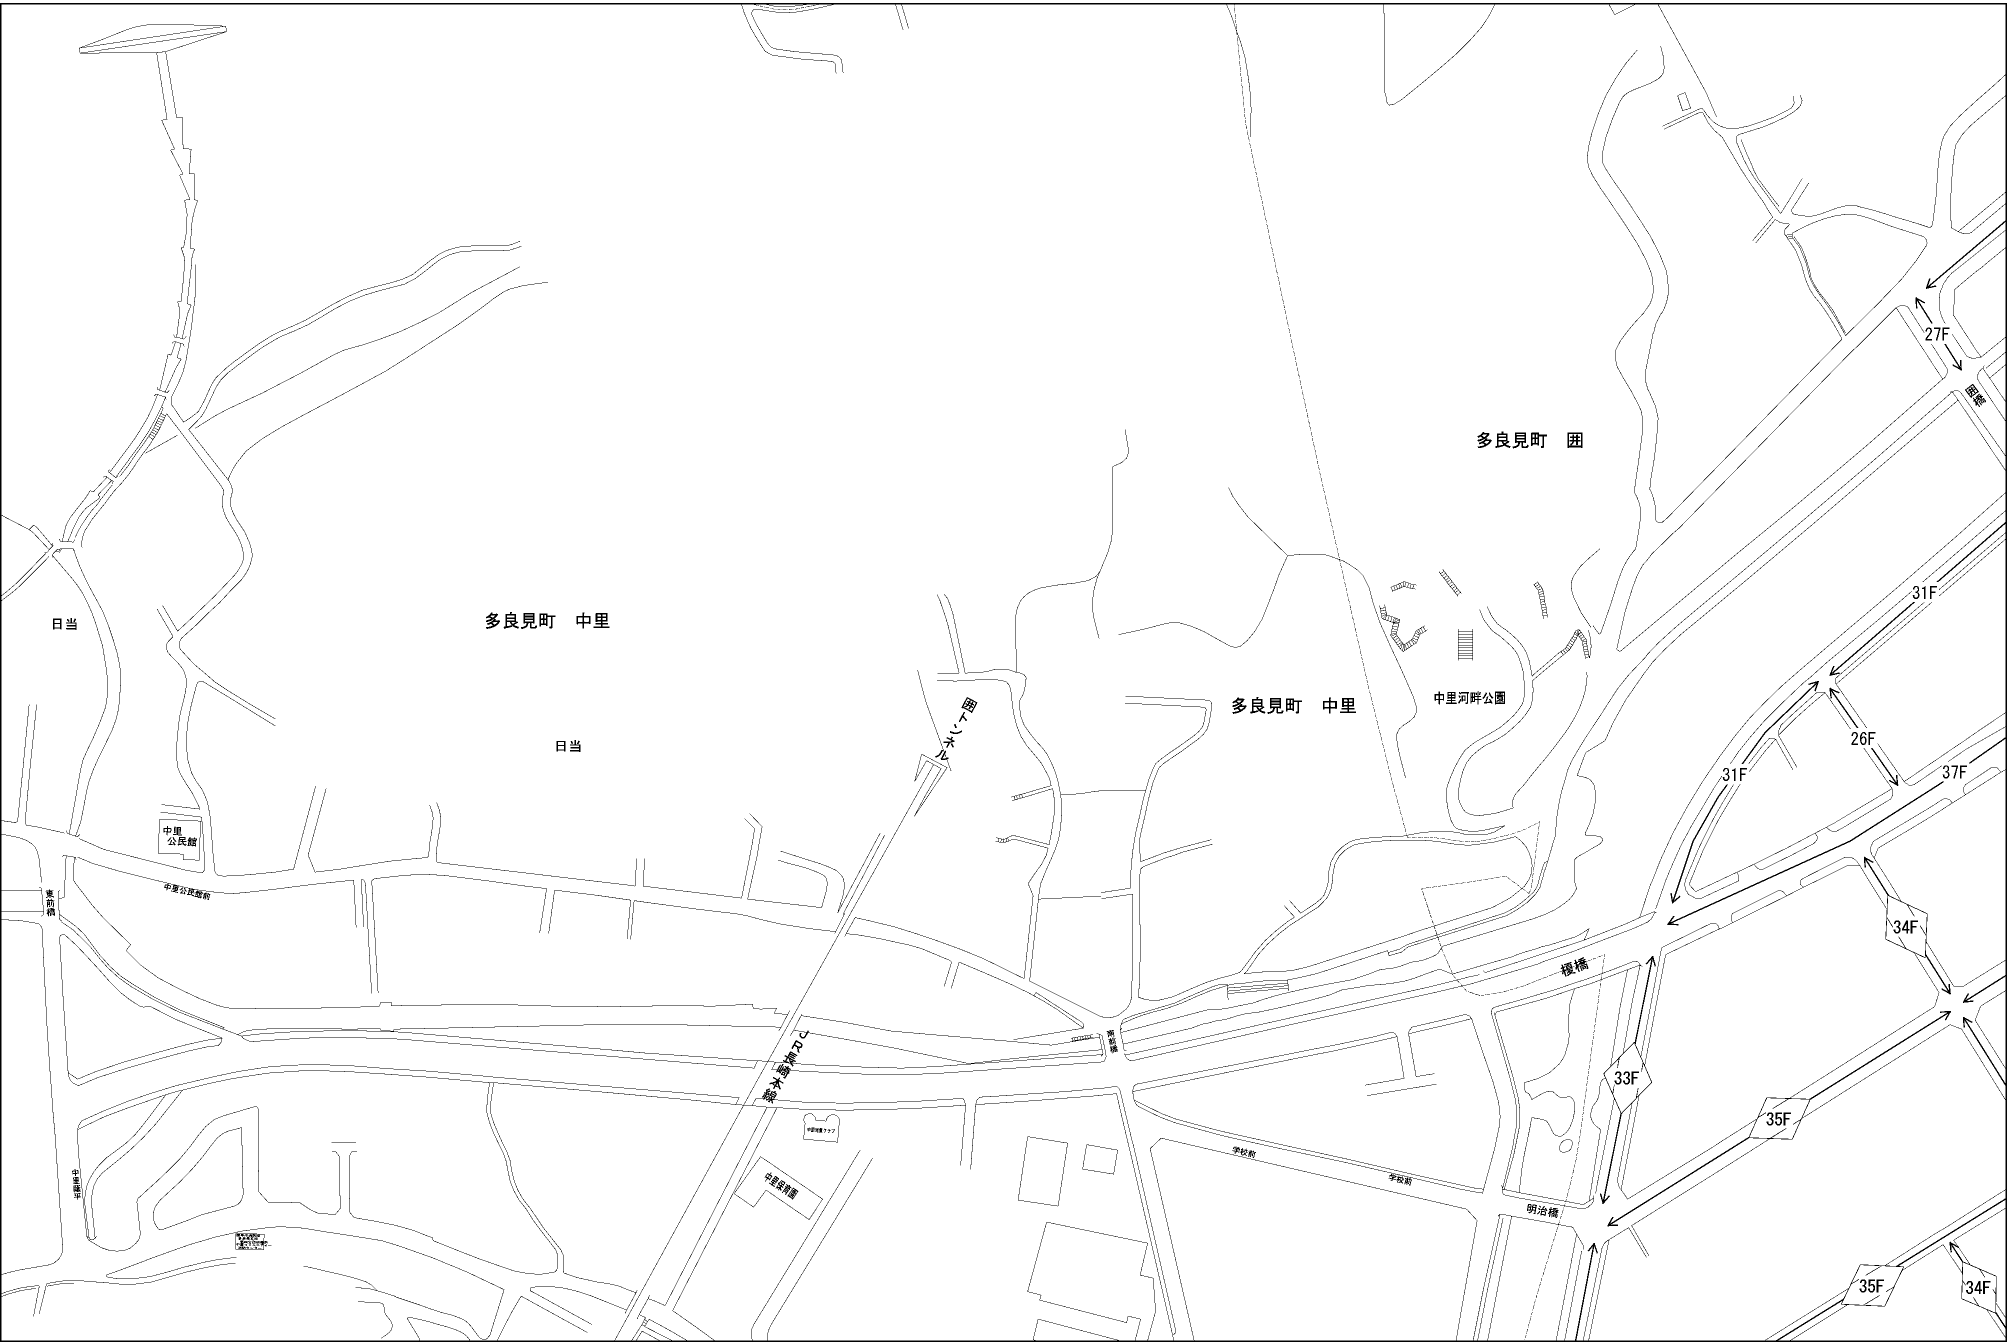 27F
囲橋
多良見町　囲
31F
日当
多良見町　中里
多良見町　中里
中里河畔公園
囲トンネル
日当
26F
31F
37F
中里
公民館
中里公民館前
東前橋
34F
榎橋
JR長崎本線
南前橋
33F
35F
学校前
学校前
中里保育園
明治橋
35F
34F